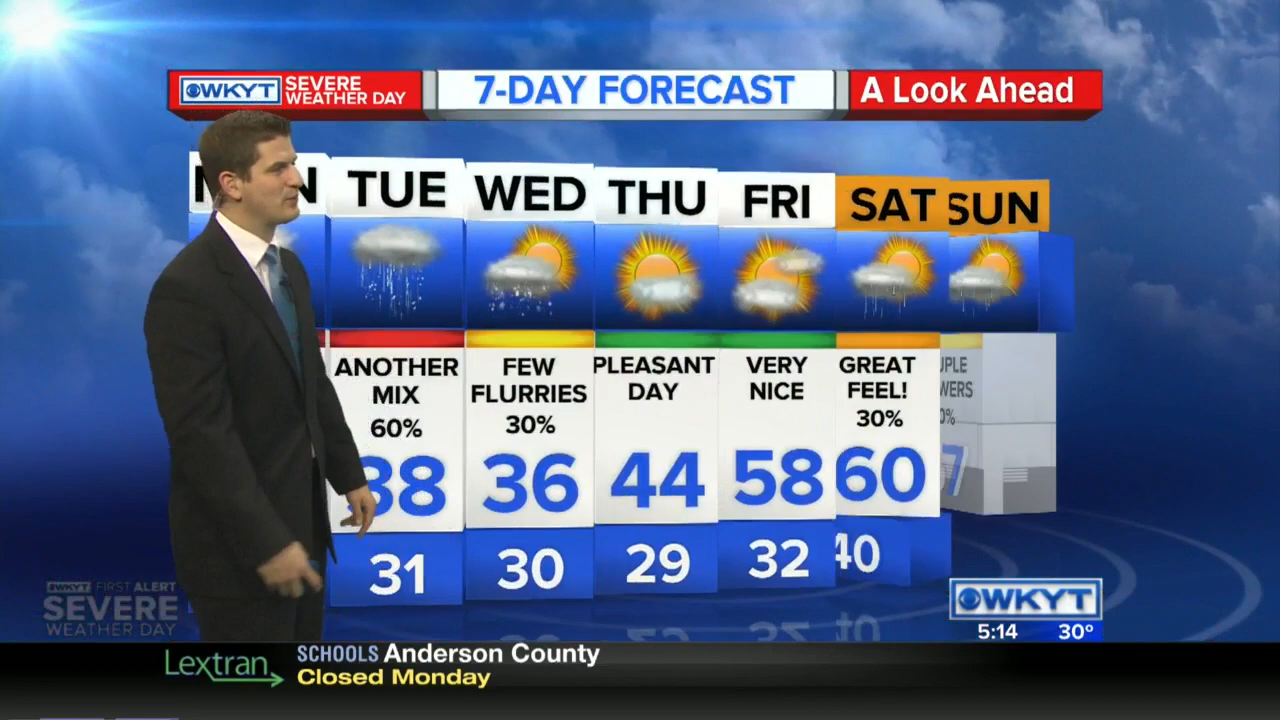 WKYT SEVERE
WEATHER DAY
7-DAY FORECAST
A Look Ahead
TUE WED THU FRI SAT SUN
ANOTHER
MIX
60%
FEW
FLURRIES
30%
PLEASANT
DAY
VERY
NICE
GREAT
FEEL!
30%
38 36 44 58 60
31 30 29 32 40
WKYT FIRST ALERT
SEVERE
WEATHER DAY
WKYT
5:14 30°
Lextran
SCHOOLS Anderson County
Closed Monday